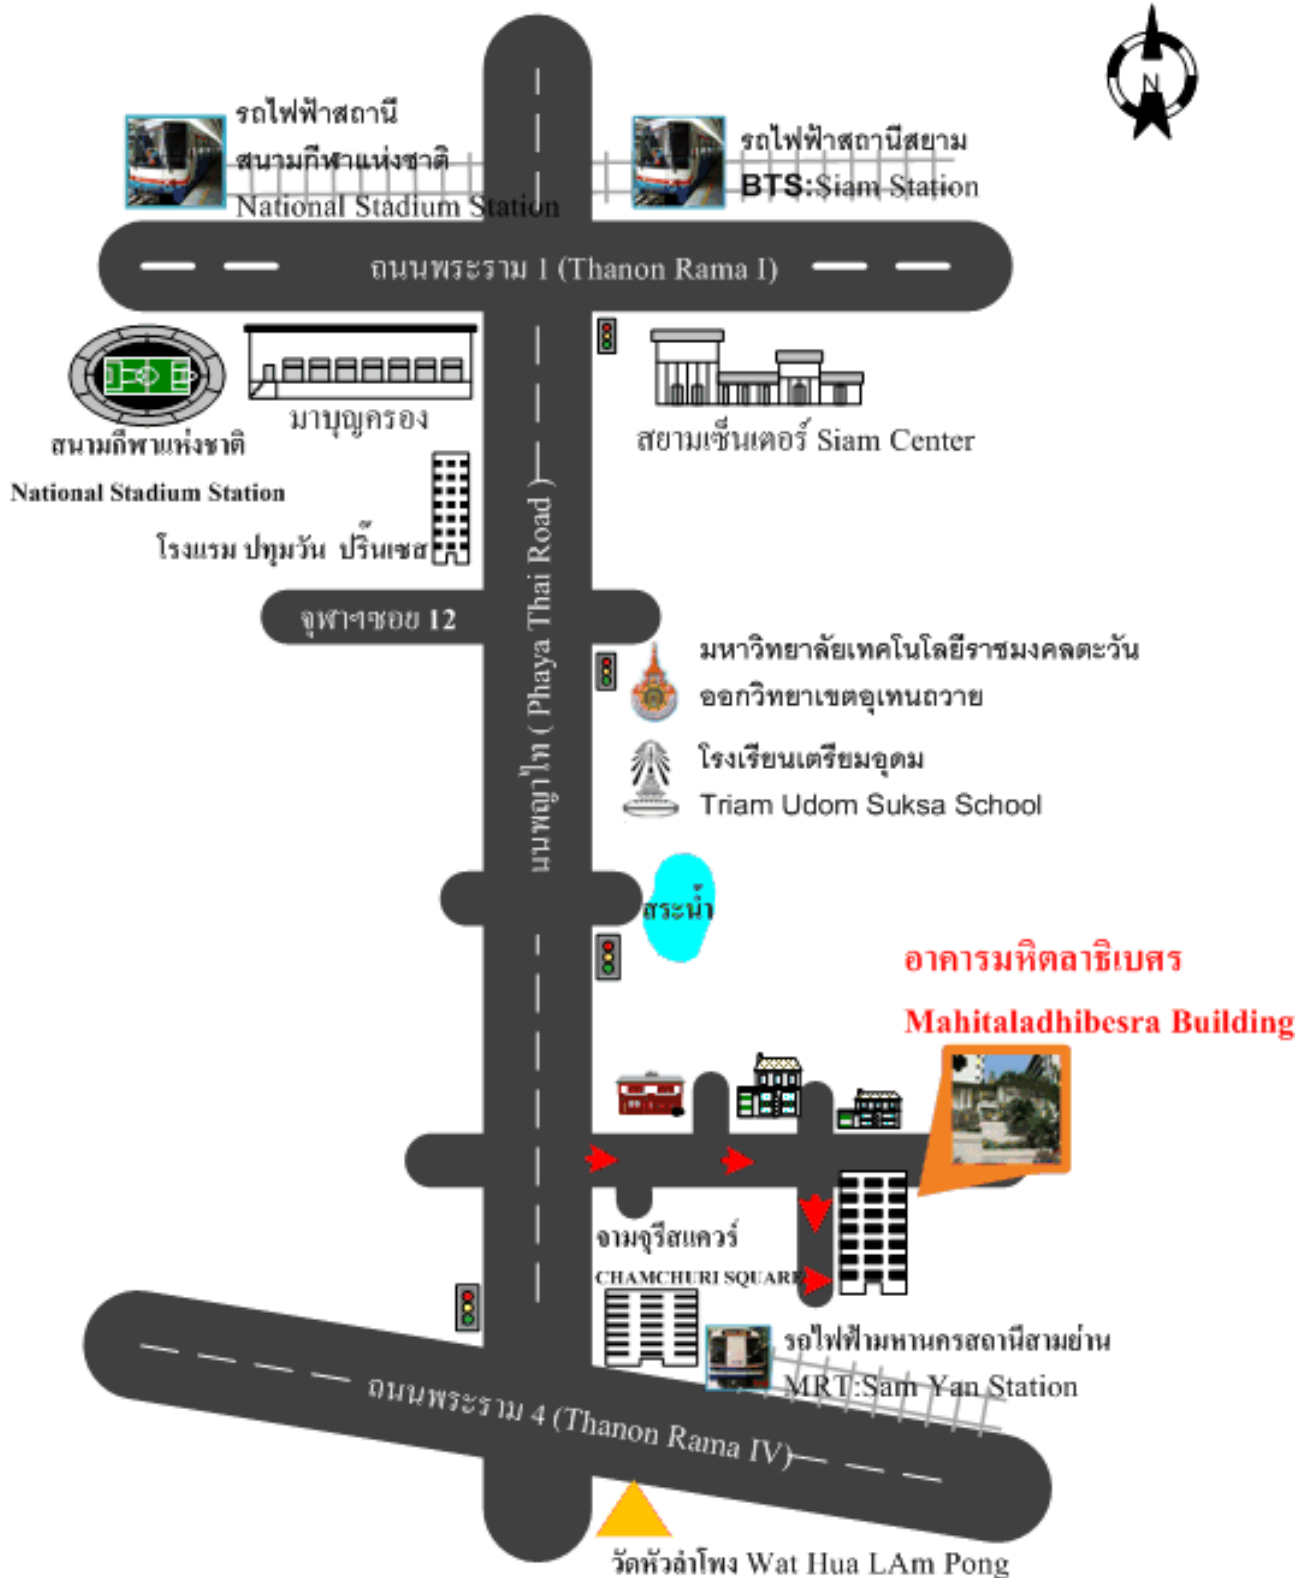 N
รถไฟฟ้าสถานี
สนามกีฬาแห่งชาติ
National Stadium Station
รถไฟฟ้าสถานีสยาม
BTS:Siam Station
ถนนพระราม 1 (Thanon Rama I)
มาบุญครอง
สนามกีฬาแห่งชาติ
National Stadium Station
สยามเซ็นเตอร์ Siam Center
โรงแรม ปทุมวัน ปริ๊นเซส
จุฬาฯซอย 12
นนพญาไท ( Phaya Thai Road )
มหาวิทยาลัยเทคโนโลยีราชมงคลตะวัน
ออกวิทยาเขตอุเทนถวาย
โรงเรียนเตรียมอุดม
Triam Udom Suksa School
สระน้ำ
อาคารมหิตลาธิเบศร
Mahitaladhibesra Building
จามจุรีสแควร์
CHAMCHURI SQUARE
รถไฟฟ้ามหานครสถานีสามย่าน
MRT:Sam Yan Station
ถนนพระราม 4 (Thanon Rama IV)
วัดหัวลำโพง Wat Hua LAm Pong